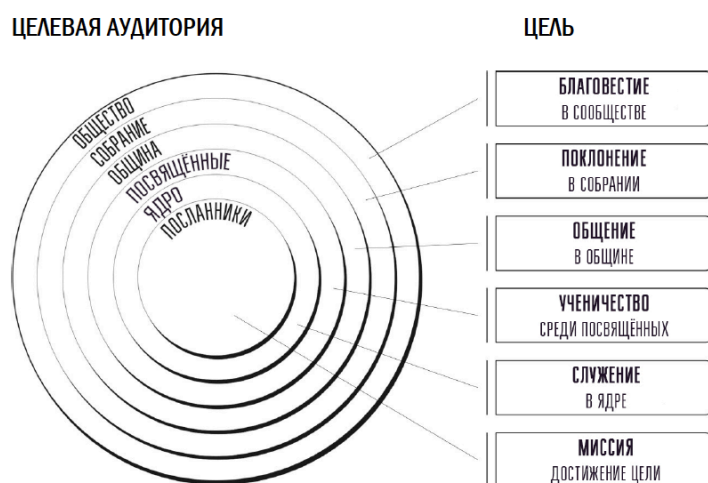 ЦЕЛЕВАЯ АУДИТОРИЯ
ЦЕЛЬ
ОБЩЕСТВО
СОБРАНИЕ
ОБЩИНА
ПОСВЯЩЁННЫЕ
ЯДРО
ПОСЛАННИКИ
БЛАГОВЕСТИЕ
В СООБЩЕСТВЕ
ПОКЛОНЕНИЕ
В СОБРАНИИ
ОБЩЕНИЕ
В ОБЩИНЕ
УЧЕНИЧЕСТВО
СРЕДИ ПОСВЯЩЁННЫХ
СЛУЖЕНИЕ
В ЯДРЕ
МИССИЯ
ДОСТИЖЕНИЕ ЦЕЛИ